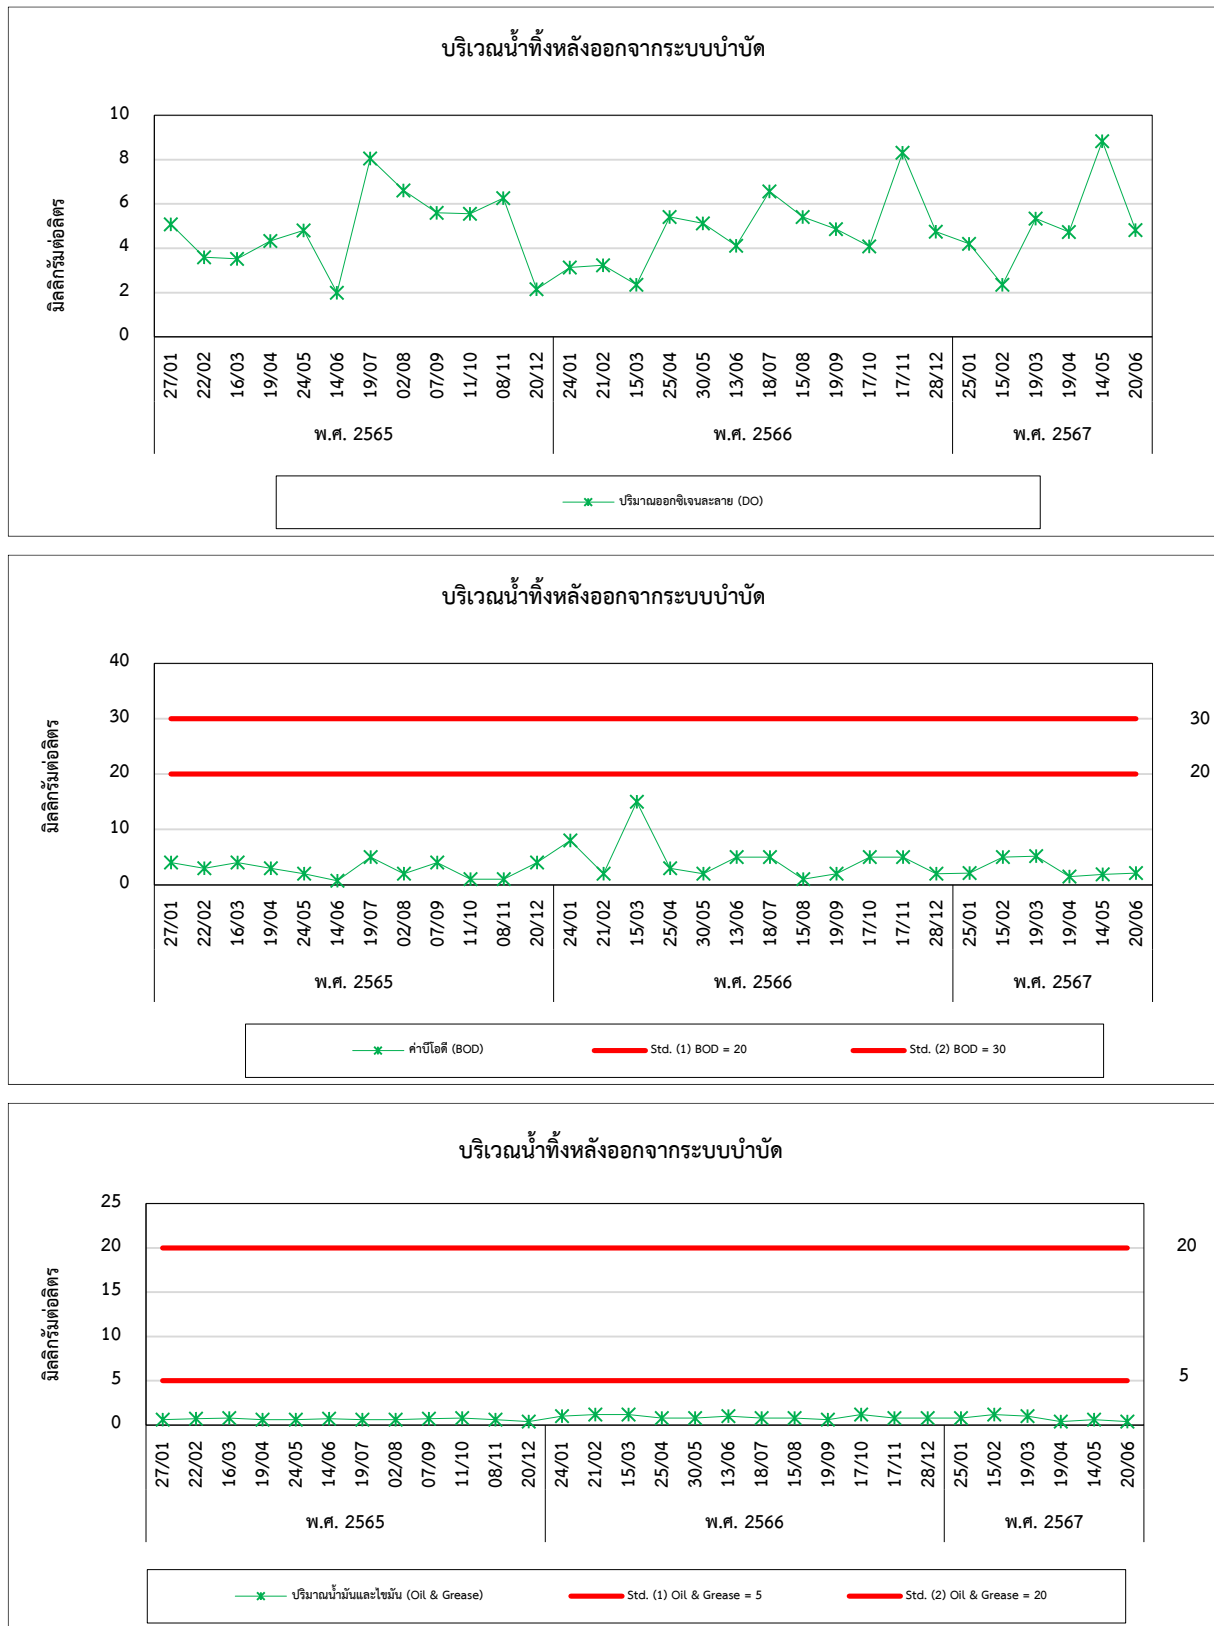 บริเวณน้ำทิ้งหลังออกจากระบบบำบัด
มิลลิกรัมต่อลิตร
10
8
6
4
2
0
27/01 22/02 16/03 19/04 24/05 14/06 19/07 02/08 07/09 11/10 08/11 20/12 24/01 21/02 15/03 25/04 30/05 13/06 18/07 15/08 19/09 17/10 17/11 28/12 25/01 15/02 19/03 19/04 14/05 20/06
พ.ศ. 2565 พ.ศ. 2566 พ.ศ. 2567
ปริมาณออกซิเจนละลาย (DO)
บริเวณน้ำทิ้งหลังออกจากระบบบำบัด
มิลลิกรัมต่อลิตร
40
30 30
20 20
10
0
27/01 22/02 16/03 19/04 24/05 14/06 19/07 02/08 07/09 11/10 08/11 20/12 24/01 21/02 15/03 25/04 30/05 13/06 18/07 15/08 19/09 17/10 17/11 28/12 25/01 15/02 19/03 19/04 14/05 20/06
พ.ศ. 2565 พ.ศ. 2566 พ.ศ. 2567
ค่าบีโอดี (BOD) Std. (1) BOD = 20 Std. (2) BOD = 30
บริเวณน้ำทิ้งหลังออกจากระบบบำบัด
มิลลิกรัมต่อลิตร
25
20 20
15
10
5 5
0
27/01 22/02 16/03 19/04 24/05 14/06 19/07 02/08 07/09 11/10 08/11 20/12 24/01 21/02 15/03 25/04 30/05 13/06 18/07 15/08 19/09 17/10 17/11 28/12 25/01 15/02 19/03 19/04 14/05 20/06
พ.ศ. 2565 พ.ศ. 2566 พ.ศ. 2567
ปริมาณน้ำมันและไขมัน (Oil & Grease) Std. (1) Oil & Grease = 5 Std. (2) Oil & Grease = 20